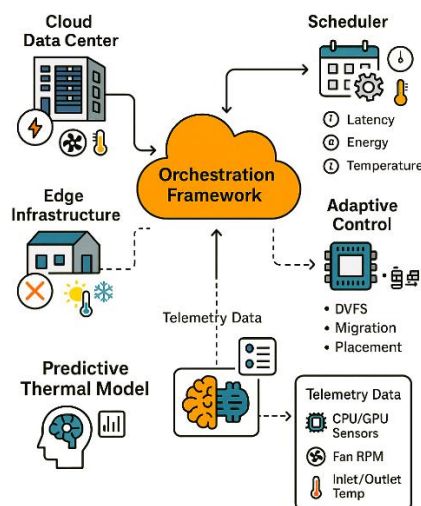 Cloud
Data Center
Scheduler
Latency
Energy
Temperature
Orchestration
Framework
Edge
Infrastructure
Adaptive
Control
• DVFS
• Migration
• Placement
Telemetry Data
Predictive
Thermal Model
Telemetry Data
CPU/GPU
Sensors
Fan RPM
Inlet/Outlet
Temp